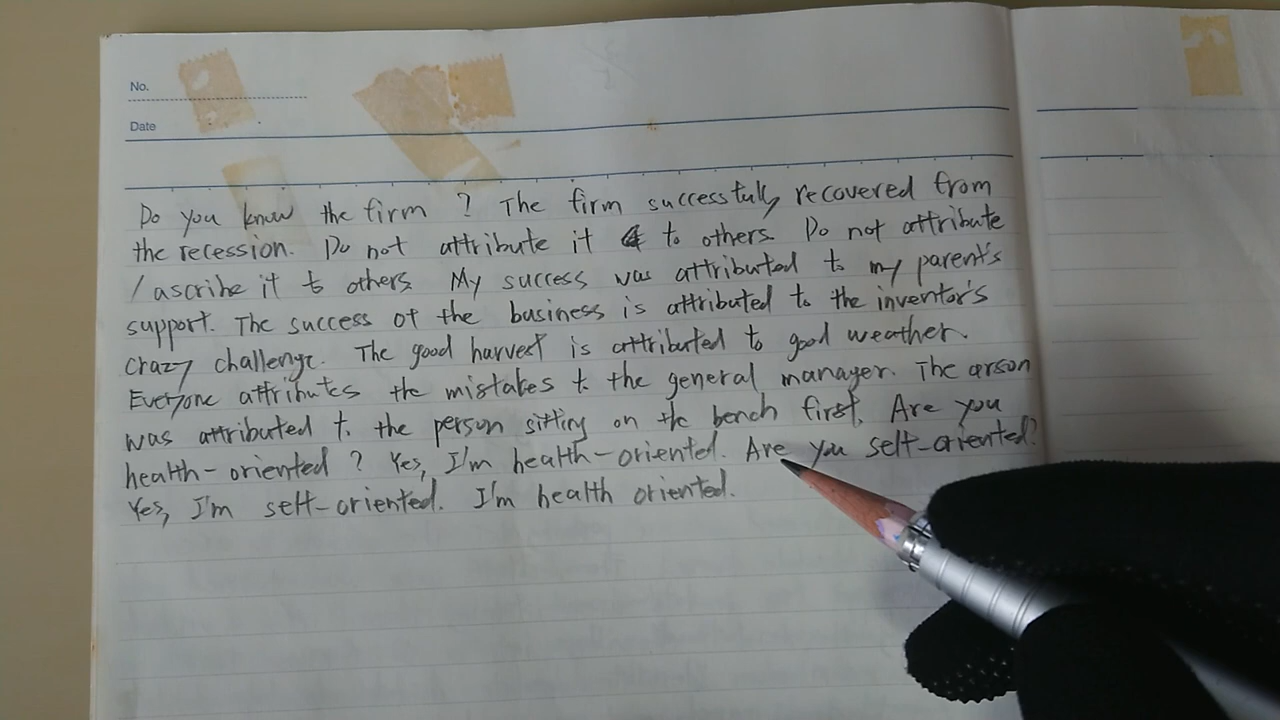 No.
Date
Do you know the firm ? The firm successfully recovered from
the recession. Do not attribute it to others. Do not attribute
/ ascribe it to others. My success was attributed to my parent's
support. The success of the business is attributed to the inventor's
crazy challenge. The good harvest is attributed to good weather.
Everyone attributes the mistakes to the general manager. The arson
was attributed to the person sitting on the bench first. Are you
health-oriented ? Yes, I'm health-oriented. Are you self-oriented?
Yes, I'm self-oriented. I'm health oriented.